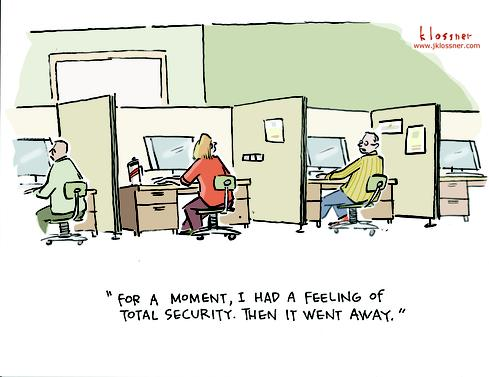 klossner
www.jklossner.com
"FOR A MOMENT, I HAD A FEELING OF
TOTAL SECURITY. THEN IT WENT AWAY."